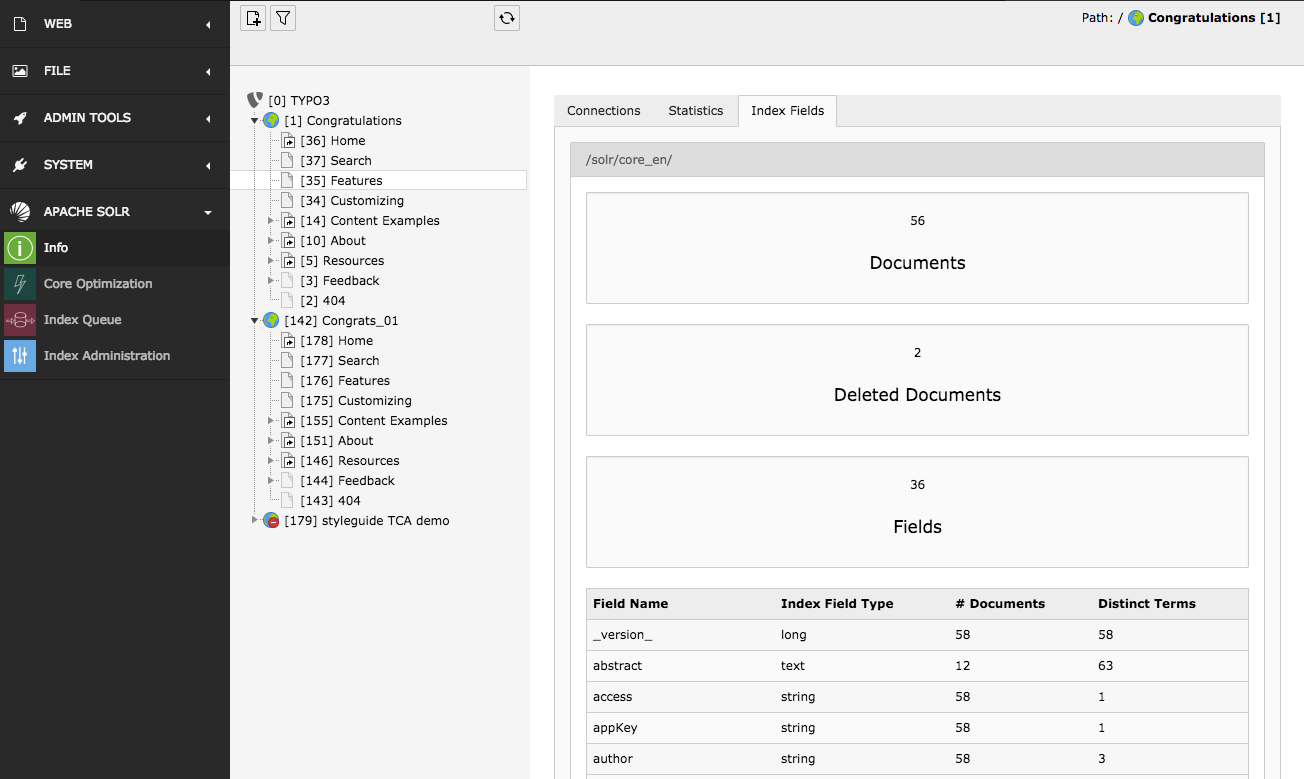 WEB
FILE
ADMIN TOOLS
SYSTEM
APACHE SOLR
Info
Core Optimization
Index Queue
Index Administration
Path: / Congratulations [1]
[0] TYPO3
[1] Congratulations
[36] Home
[37] Search
[35] Features
[34] Customizing
[14] Content Examples
[10] About
[5] Resources
[3] Feedback
[2] 404
[142] Congrats_01
[178] Home
[177] Search
[176] Features
[175] Customizing
[155] Content Examples
[151] About
[146] Resources
[144] Feedback
[143] 404
[179] styleguide TCA demo
Connections Statistics Index Fields
/solr/core_en/
56
Documents
2
Deleted Documents
36
Fields
Field Name Index Field Type # Documents Distinct Terms
_version_ long 58 58
abstract text 12 63
access string 58 1
appKey string 58 1
author string 58 3